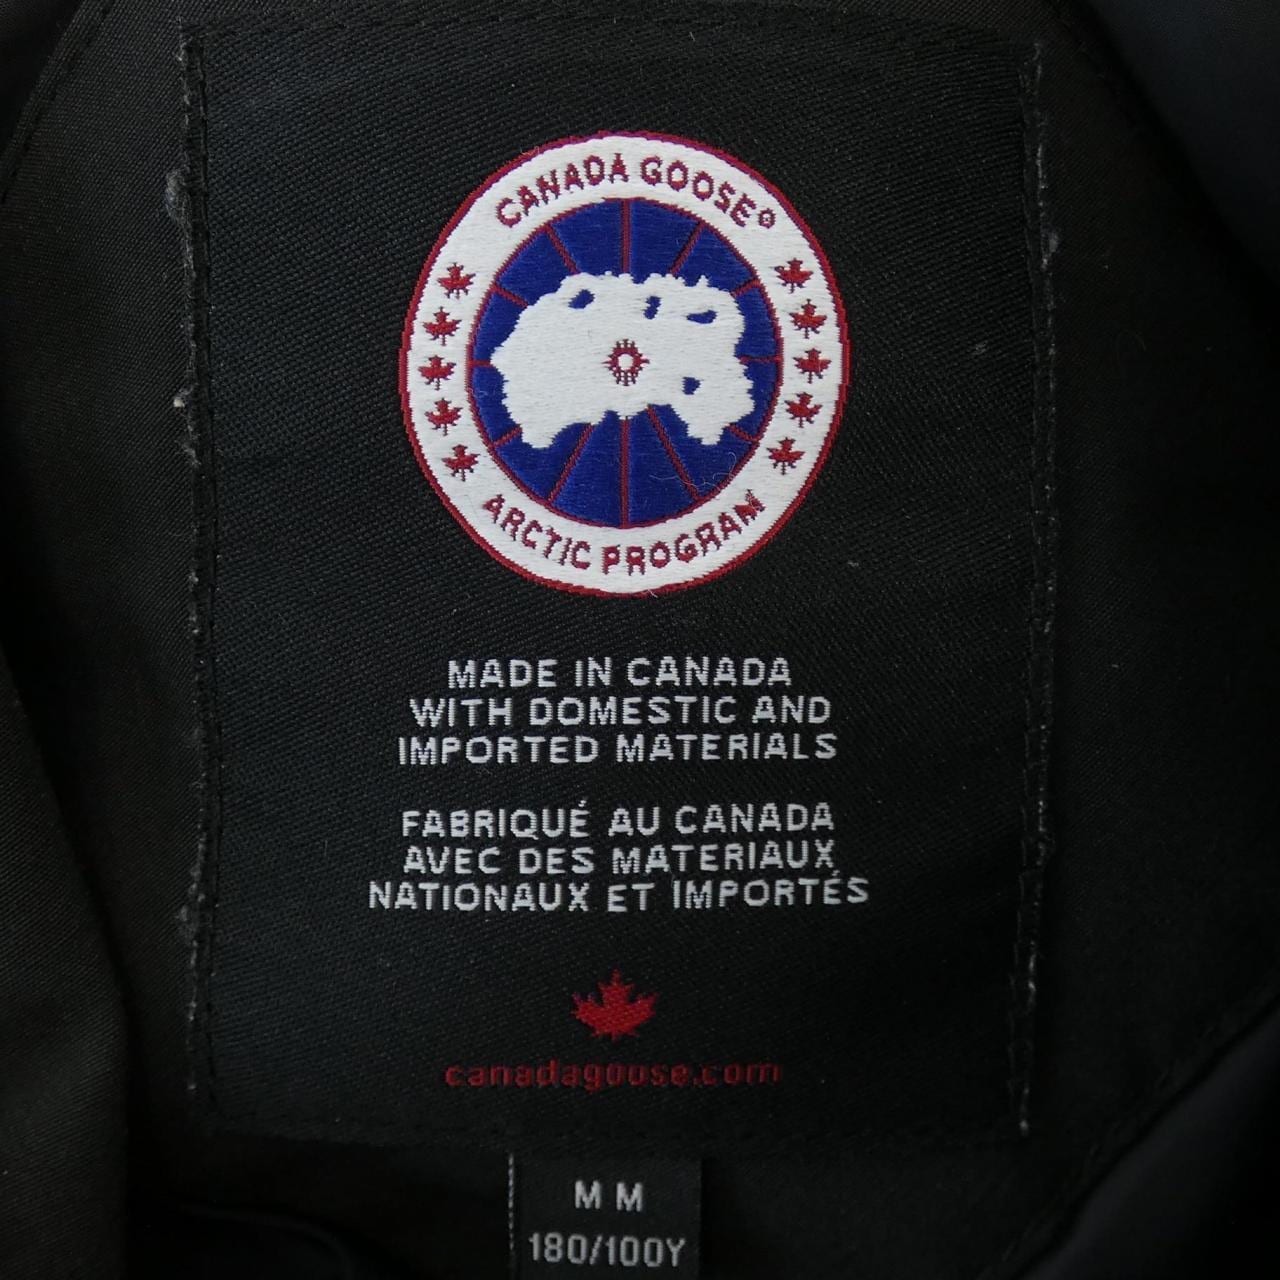 CANADA GOOSE®
ARCTIC PROGRAM
MADE IN CANADA
WITH DOMESTIC AND
IMPORTED MATERIALS
FABRIQUÉ AU CANADA
AVEC DES MATERIAUX
NATIONAUX ET IMPORTÉS
canadagoose.com
M M
180/100Y